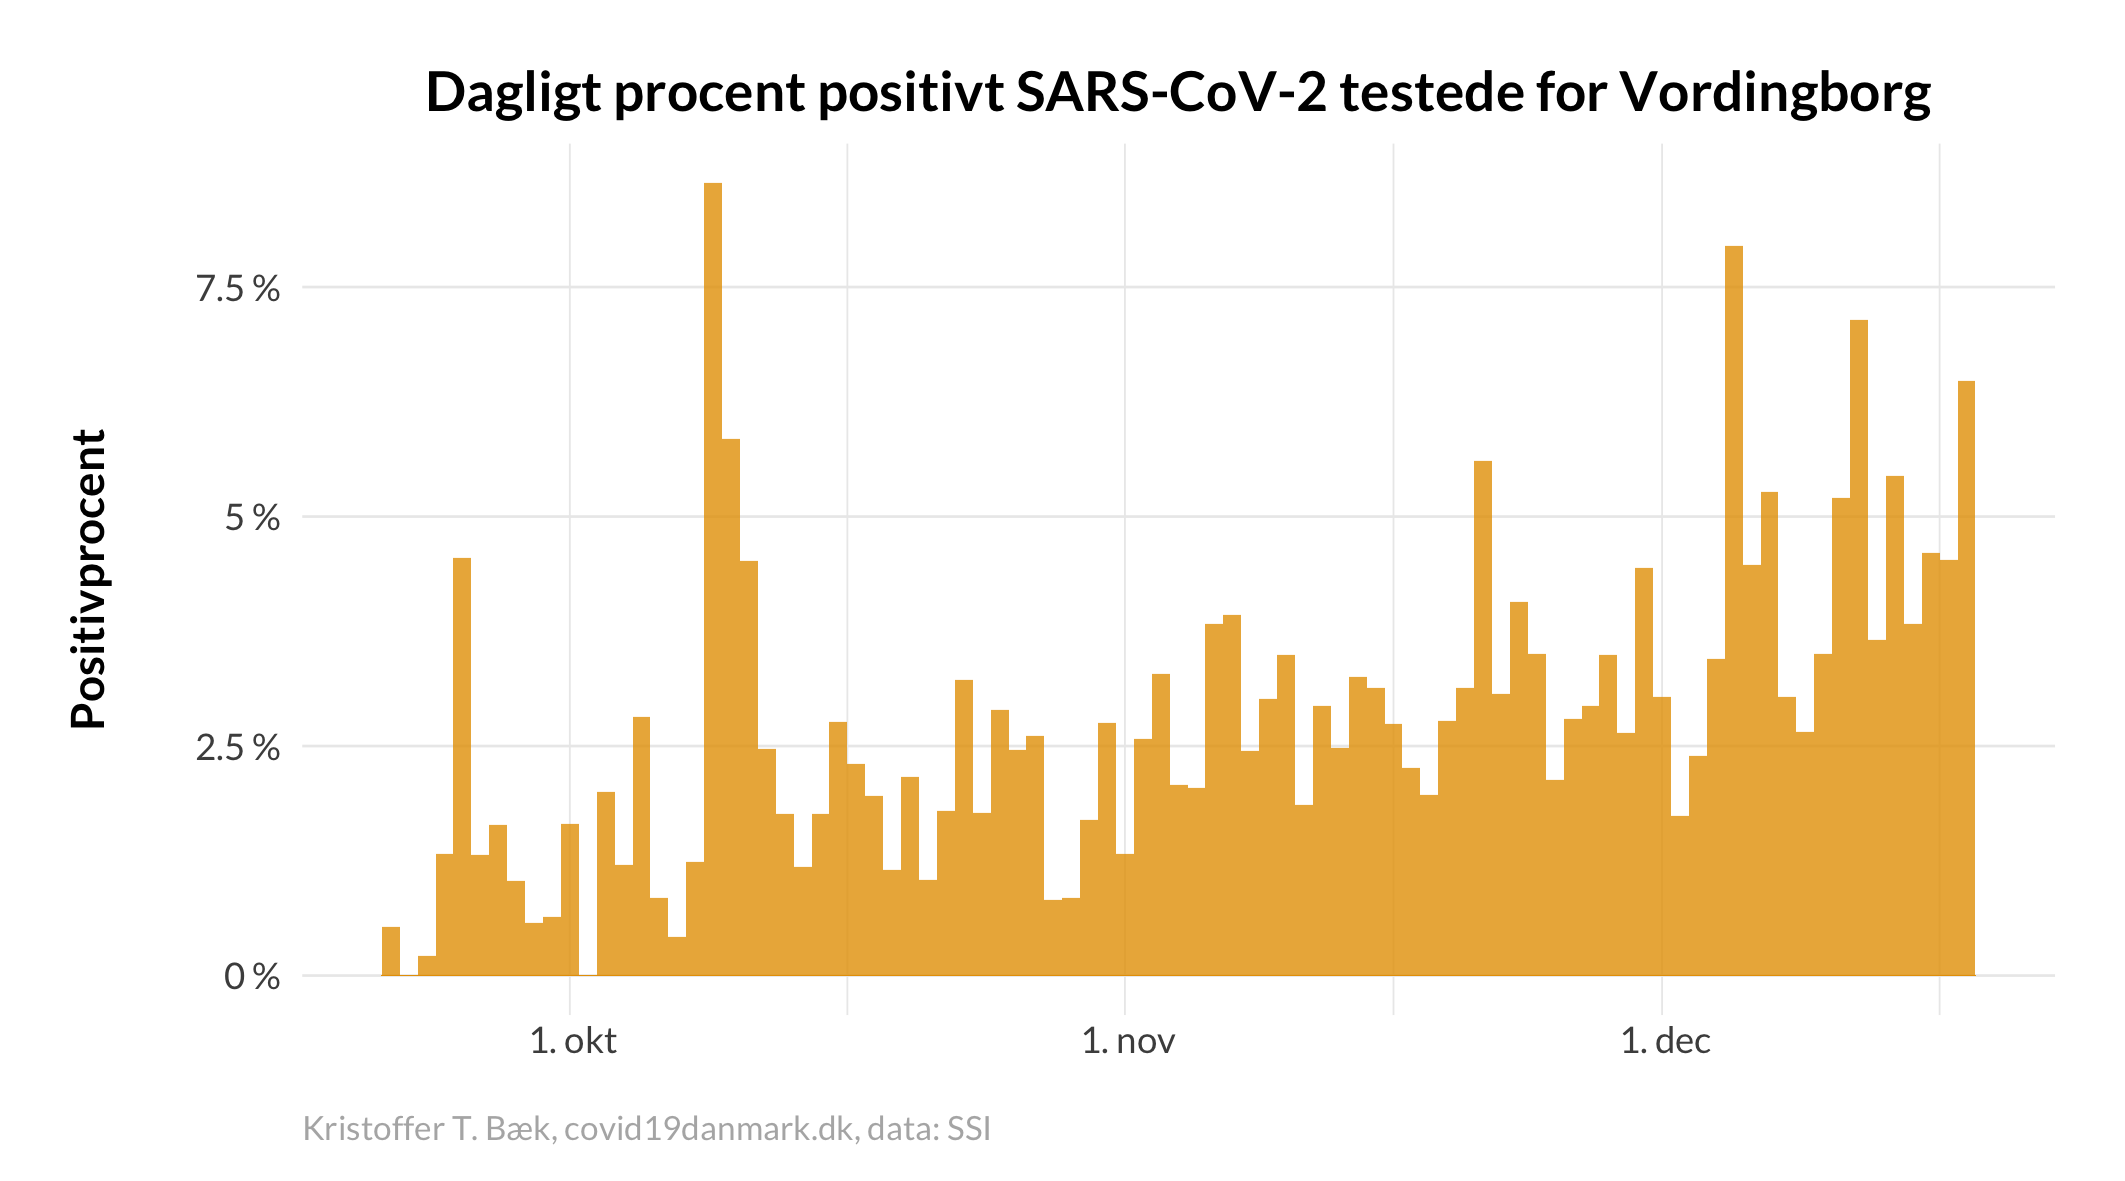 Dagligt procent positivt SARS-CoV-2 testede for Vordingborg
Positivprocent
7.5 %
5 %
2.5 %
0 %
1. okt
1. nov
1. dec
Kristoffer T. Bæk, covid19danmark.dk, data: SSI